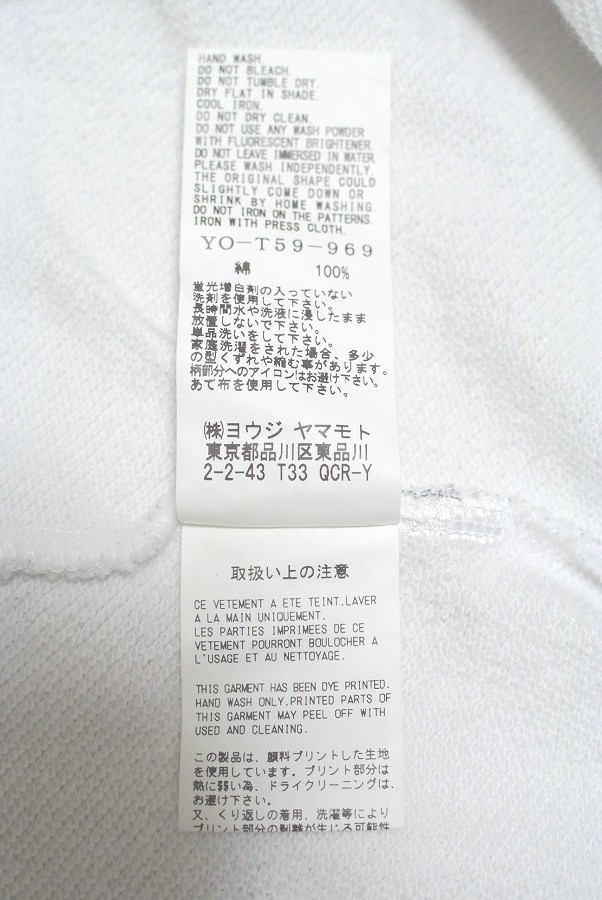 HAND WASH.
DO NOT BLEACH.
DO NOT TUMBLE DRY.
DRY FLAT IN SHADE.
COOL IRON.
DO NOT DRY CLEAN.
DO NOT USE ANY WASH POWDER
WITH FLUORESCENT BRIGHTENER.
DO NOT LEAVE IMMERSED IN WATER.
PLEASE WASH INDEPENDENTLY.
THE ORIGINAL SHAPE COULD
SLIGHTLY COME DOWN OR
SHRINK BY HOME WASHING.
DO NOT IRON ON THE PATTERNS.
IRON WITH PRESS CLOTH.
YO-T59-969
綿 100%
蛍光増白剤の入っていない
洗剤を使用して下さい。
長時間水や洗液に浸したまま
放置しないで下さい。
単品洗いをして下さい。
家庭洗濯をされた場合、多少
の型くずれや縮む事があります。
柄部分へのアイロンはお避け下さい。
あて布を使用して下さい。
㈱ヨウジ ヤマモト
東京都品川区東品川
2-2-43 T33 QCR-Y
取扱い上の注意
CE VETEMENT A ETE TEINT.LAVER
A LA MAIN UNIQUEMENT.
LES PARTIES IMPRIMEES DE CE
VETEMENT POURRONT BOULOCHER A
L'USAGE ET AU NETTOYAGE.
THIS GARMENT HAS BEEN DYE PRINTED.
HAND WASH ONLY.PRINTED PARTS OF
THIS GARMENT MAY PEEL OFF WITH
USED AND CLEANING.
この製品は、顔料プリントした生地
を使用しています。プリント部分は
熱に弱い為、ドライクリーニングは、
お避け下さい。
又、くり返しの着用、洗濯等により
プリント部分の剥離が生じる可能性